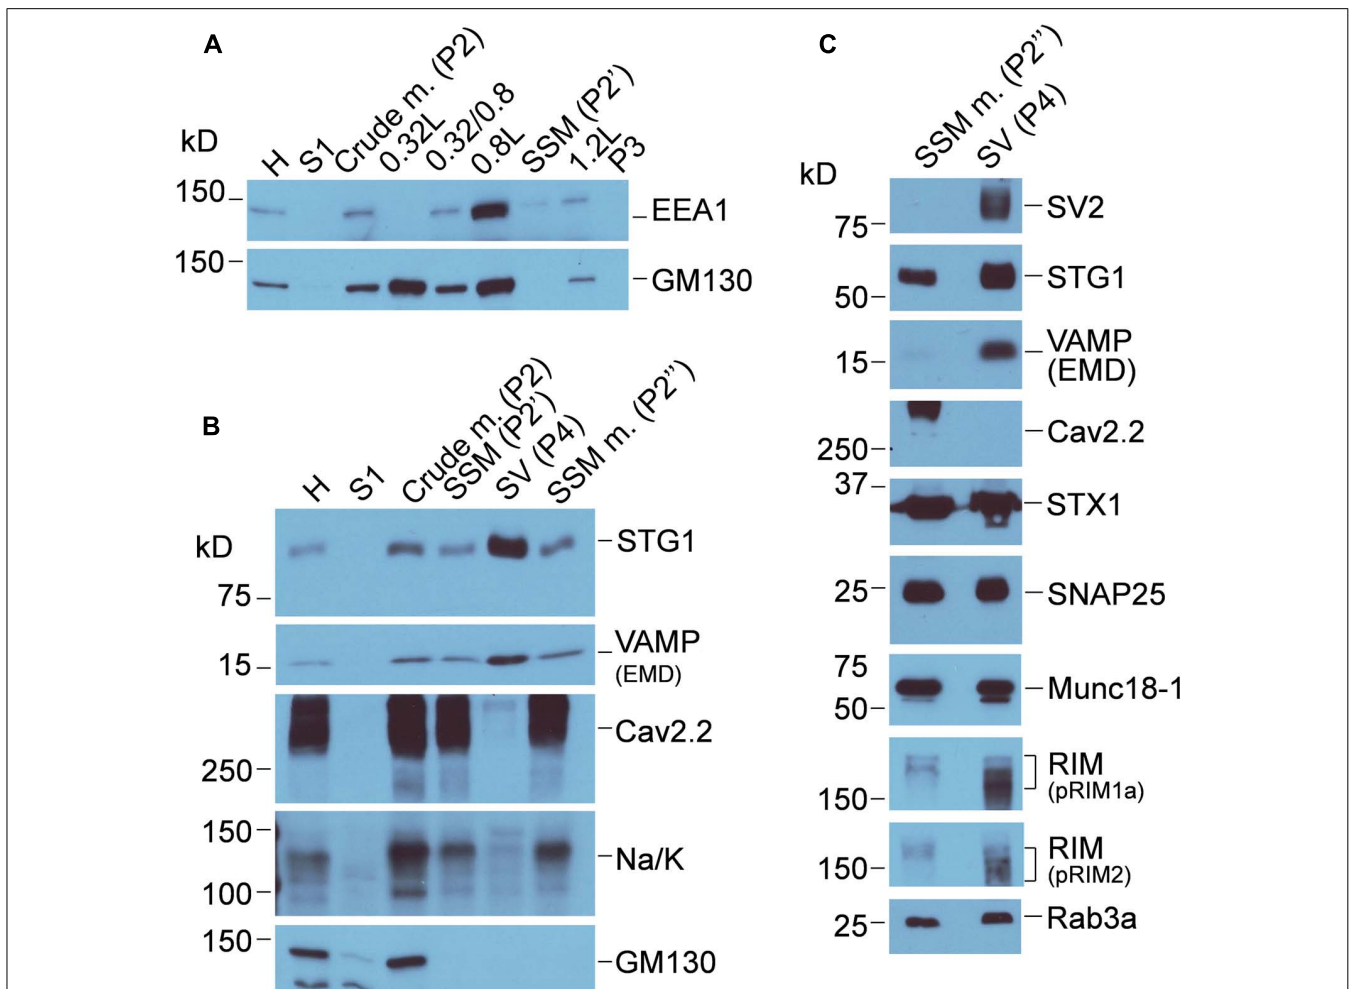 A
kD
H
S1
Crude m. (P2)
0.32L
0.32/0.8
0.8L
SSM (P2’)
1.2L
P3
150
EEA1
150
GM130
B
H
S1
Crude m. (P2)
SSM (P2’)
SV (P4)
SSM m. (P2”)
kD
STG1
75
VAMP
15
(EMD)
Cav2.2
250
150
Na/K
100
150
GM130
C
SSM m. (P2”)
SV (P4)
kD
SV2
75
STG1
50
VAMP
15
(EMD)
Cav2.2
250
37
STX1
25
SNAP25
75
Munc18-1
50
RIM
(pRIM1a)
150
RIM
150
(pRIM2)
Rab3a
25